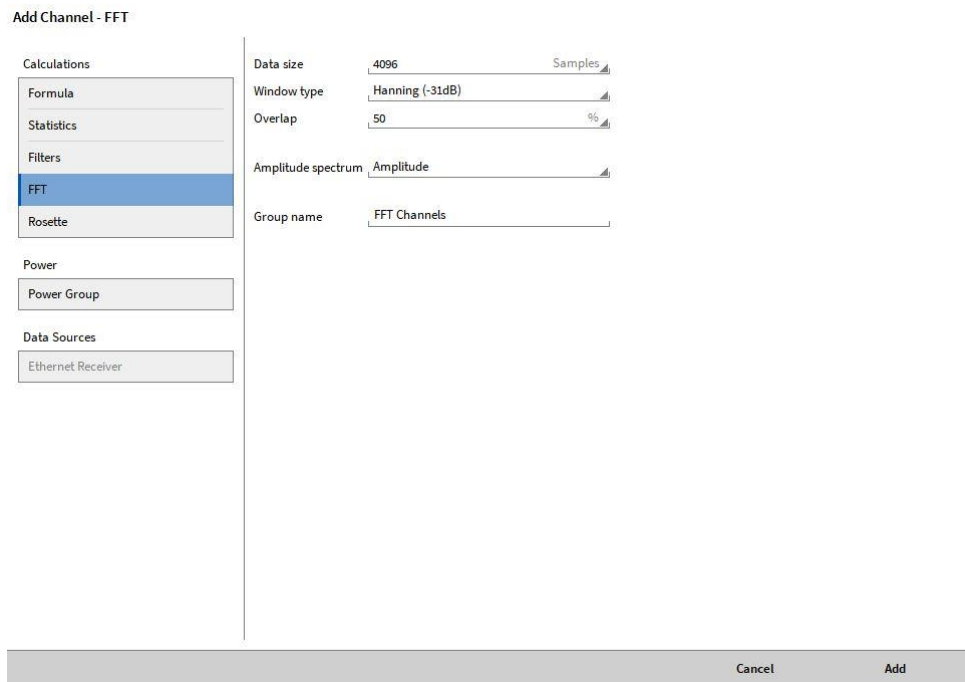 Add Channel - FFT
Calculations
Formula
Statistics
Filters
FFT
Rosette
Power
Power Group
Data Sources
Ethernet Receiver
Data size 4096 Samples
Window type Hanning (-31dB)
Overlap 50 %
Amplitude spectrum Amplitude
Group name FFT Channels
Cancel Add